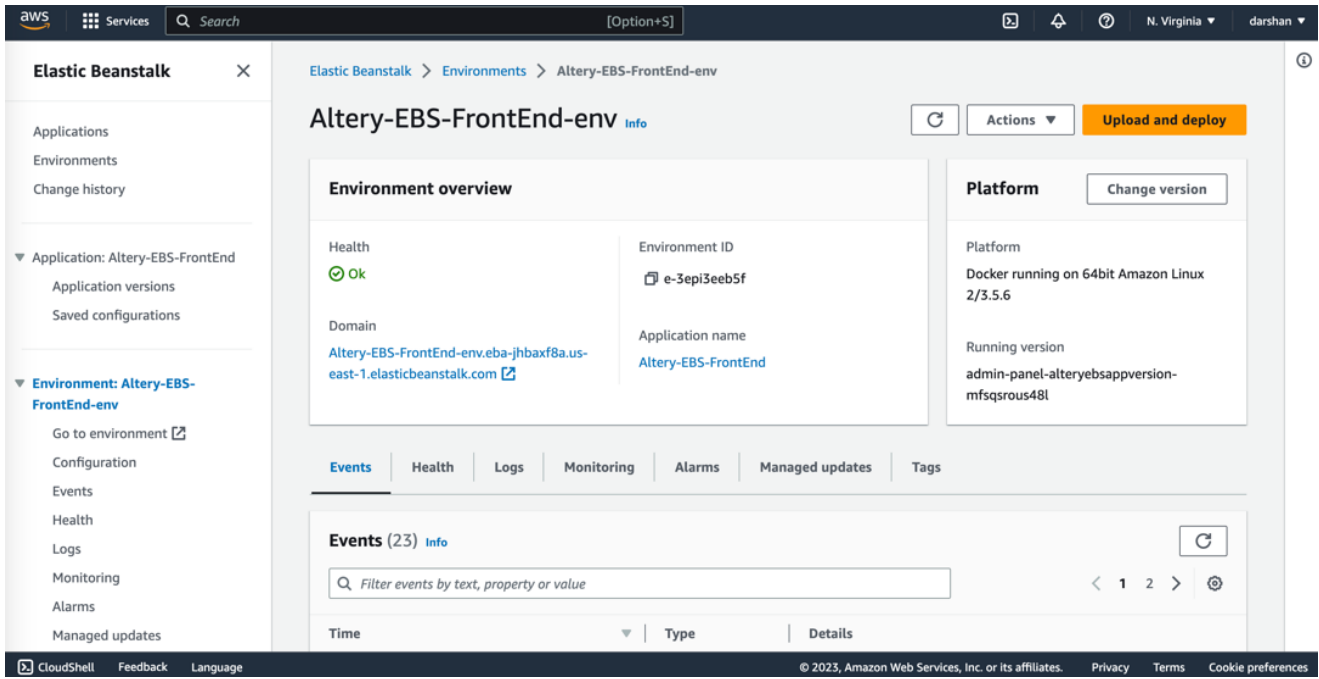 aws
Services
Search
[Option+S]
N. Virginia ▼
darshan ▼
Elastic Beanstalk
Applications
Environments
Change history
Application: Altery-EBS-FrontEnd
Application versions
Saved configurations
Environment: Altery-EBS-
FrontEnd-env
Go to environment
Configuration
Events
Health
Logs
Monitoring
Alarms
Managed updates
Elastic Beanstalk > Environments > Altery-EBS-FrontEnd-env
Altery-EBS-FrontEnd-env Info
Actions ▼
Upload and deploy
Environment overview
Health
Ok
Domain
Altery-EBS-FrontEnd-env.eba-jhbaxf8a.us-
east-1.elasticbeanstalk.com
Environment ID
e-3epi3eeb5f
Application name
Altery-EBS-FrontEnd
Platform
Change version
Platform
Docker running on 64bit Amazon Linux
2/3.5.6
Running version
admin-panel-alteryebsappversion-
mfsqsrous48l
Events
Health
Logs
Monitoring
Alarms
Managed updates
Tags
Events (23) Info
Filter events by text, property or value
< 1 2 >
Time
Type
Details
CloudShell
Feedback
Language
© 2023, Amazon Web Services, Inc. or its affiliates.
Privacy
Terms
Cookie preferences